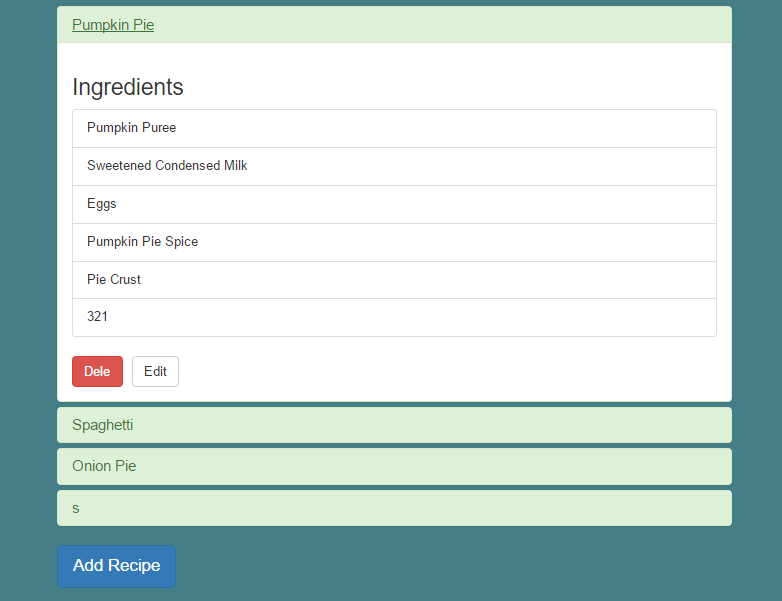 Pumpkin Pie
Ingredients
Pumpkin Puree
Sweetened Condensed Milk
Eggs
Pumpkin Pie Spice
Pie Crust
321
Dele Edit
Spaghetti
Onion Pie
s
Add Recipe